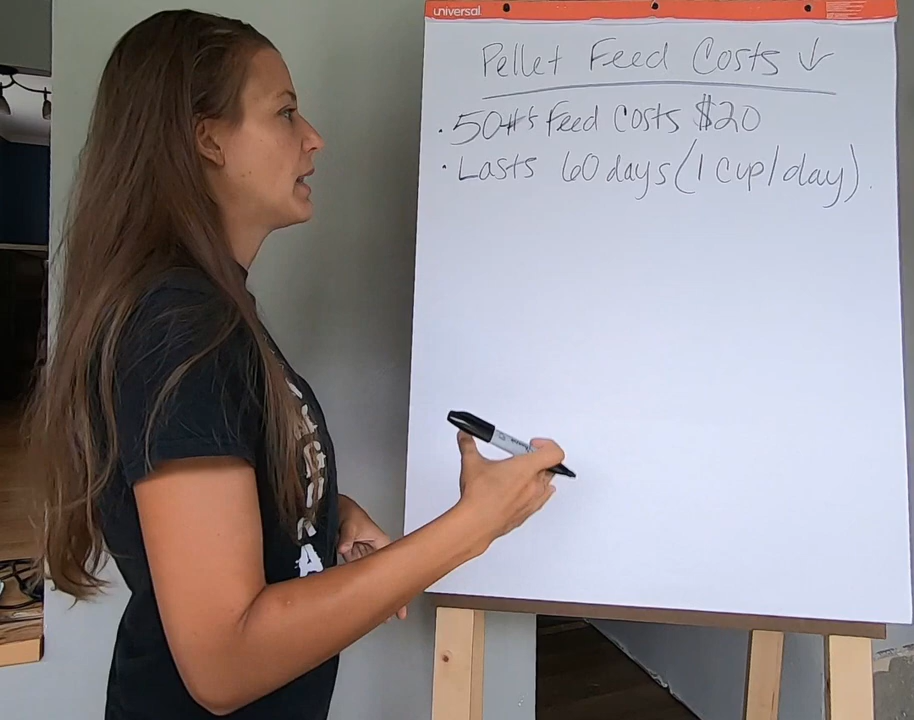 universal
Pellet Feed Costs ↓
· 50#'s Feed Costs $20
· Lasts 60 days (1 cup/day).